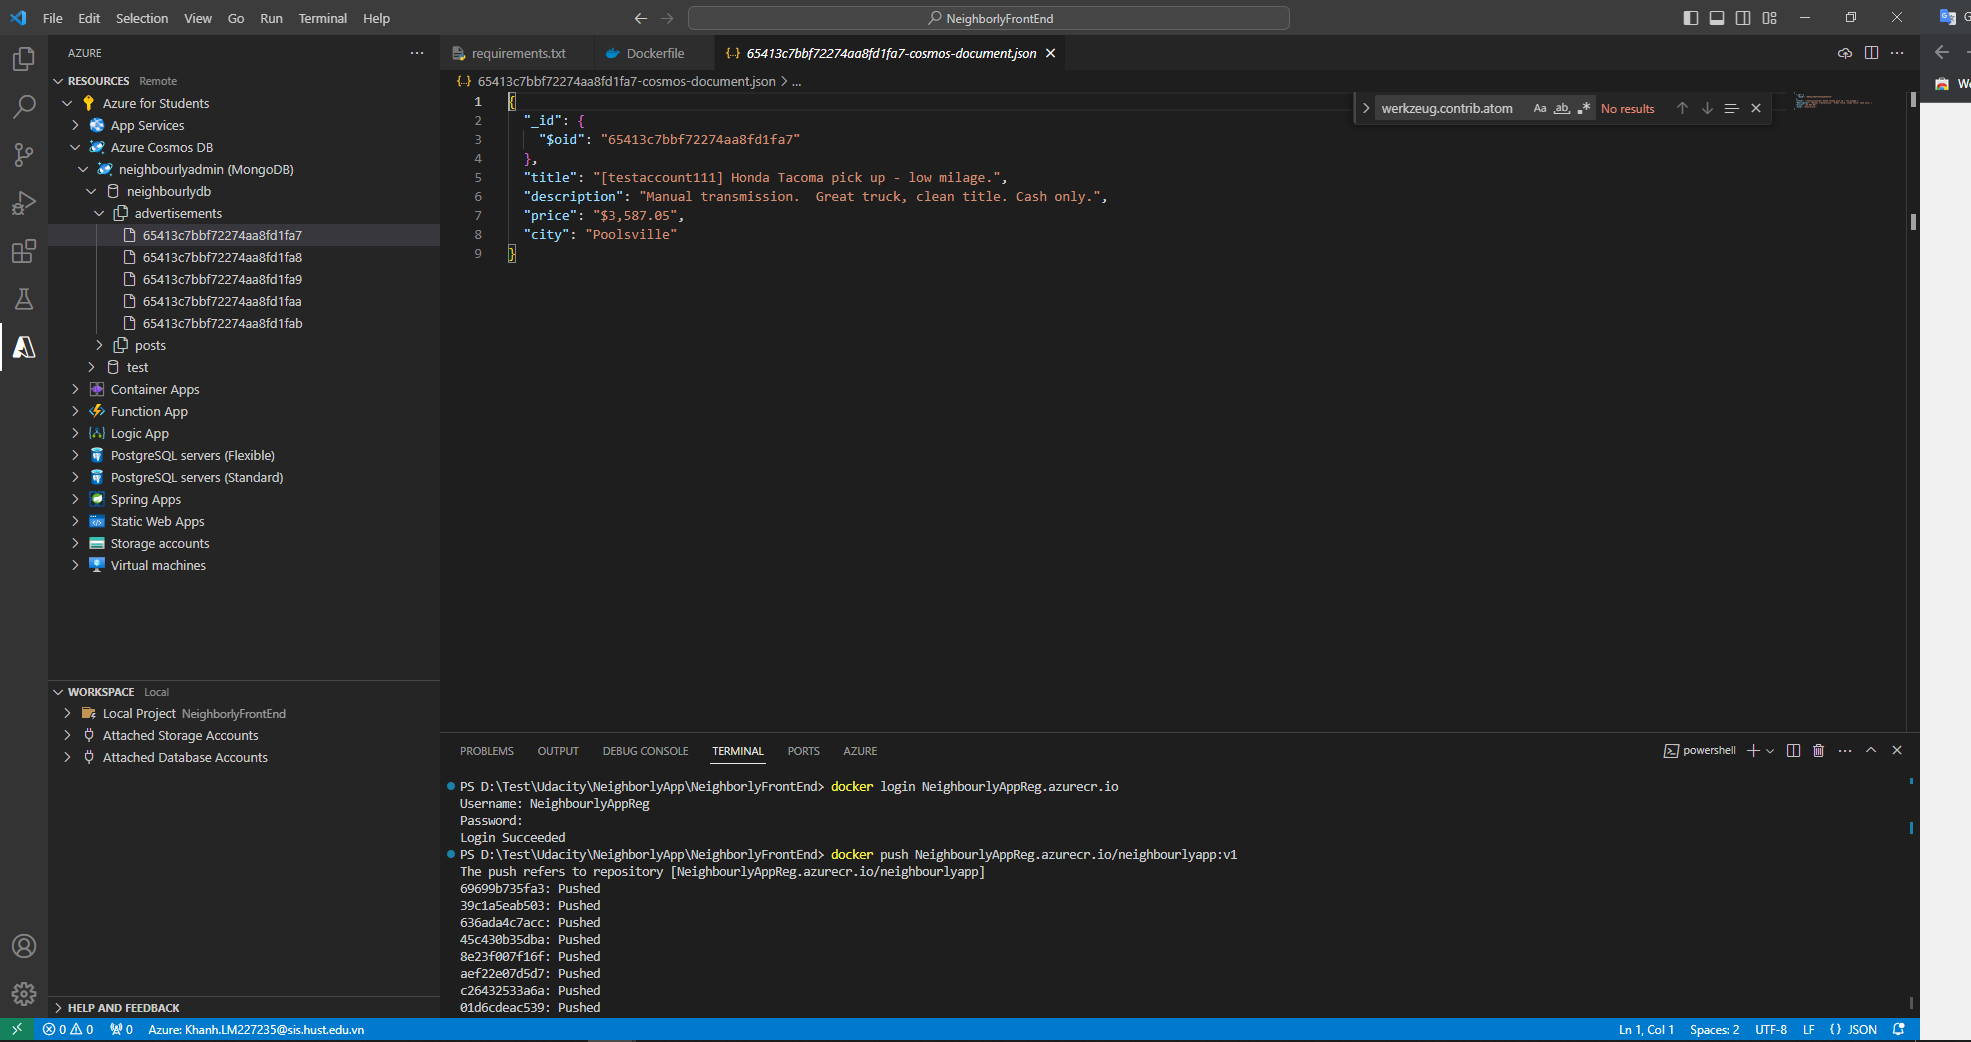 File Edit Selection View Go Run Terminal Help
NeighborlyFrontEnd
AZURE
RESOURCES Remote
Azure for Students
App Services
Azure Cosmos DB
neighbourlyadmin (MongoDB)
neighbourlydb
advertisements
65413c7bbf72274aa8fd1fa7
65413c7bbf72274aa8fd1fa8
65413c7bbf72274aa8fd1fa9
65413c7bbf72274aa8fd1faa
65413c7bbf72274aa8fd1fab
posts
test
Container Apps
Function App
Logic App
PostgreSQL servers (Flexible)
PostgreSQL servers (Standard)
Spring Apps
Static Web Apps
Storage accounts
Virtual machines
WORKSPACE Local
Local Project NeighborlyFrontEnd
Attached Storage Accounts
Attached Database Accounts
HELP AND FEEDBACK
requirements.txt Dockerfile {..} 65413c7bbf72274aa8fd1fa7-cosmos-document.json
{..} 65413c7bbf72274aa8fd1fa7-cosmos-document.json > ...
werkzeug.contrib.atom Aa ab .* No results
1 {
2 "_id": {
3 "$oid": "65413c7bbf72274aa8fd1fa7"
4 },
5 "title": "[testaccount111] Honda Tacoma pick up - low milage.",
6 "description": "Manual transmission.  Great truck, clean title. Cash only.",
7 "price": "$3,587.05",
8 "city": "Poolsville"
9 }
PROBLEMS OUTPUT DEBUG CONSOLE TERMINAL PORTS AZURE
powershell
PS D:\Test\Udacity\NeighborlyApp\NeighborlyFrontEnd> docker login NeighbourlyAppReg.azurecr.io
Username: NeighbourlyAppReg
Password:
Login Succeeded
PS D:\Test\Udacity\NeighborlyApp\NeighborlyFrontEnd> docker push NeighbourlyAppReg.azurecr.io/neighbourlyapp:v1
The push refers to repository [NeighbourlyAppReg.azurecr.io/neighbourlyapp]
69699b735fa3: Pushed
39c1a5eab503: Pushed
636ada4c7acc: Pushed
45c430b35dba: Pushed
8e23f007f16f: Pushed
aef22e07d5d7: Pushed
c26432533a6a: Pushed
01d6cdeac539: Pushed
0 0 0 Azure: Khanh.LM227235@sis.hust.edu.vn
Ln 1, Col 1 Spaces: 2 UTF-8 LF {} JSON